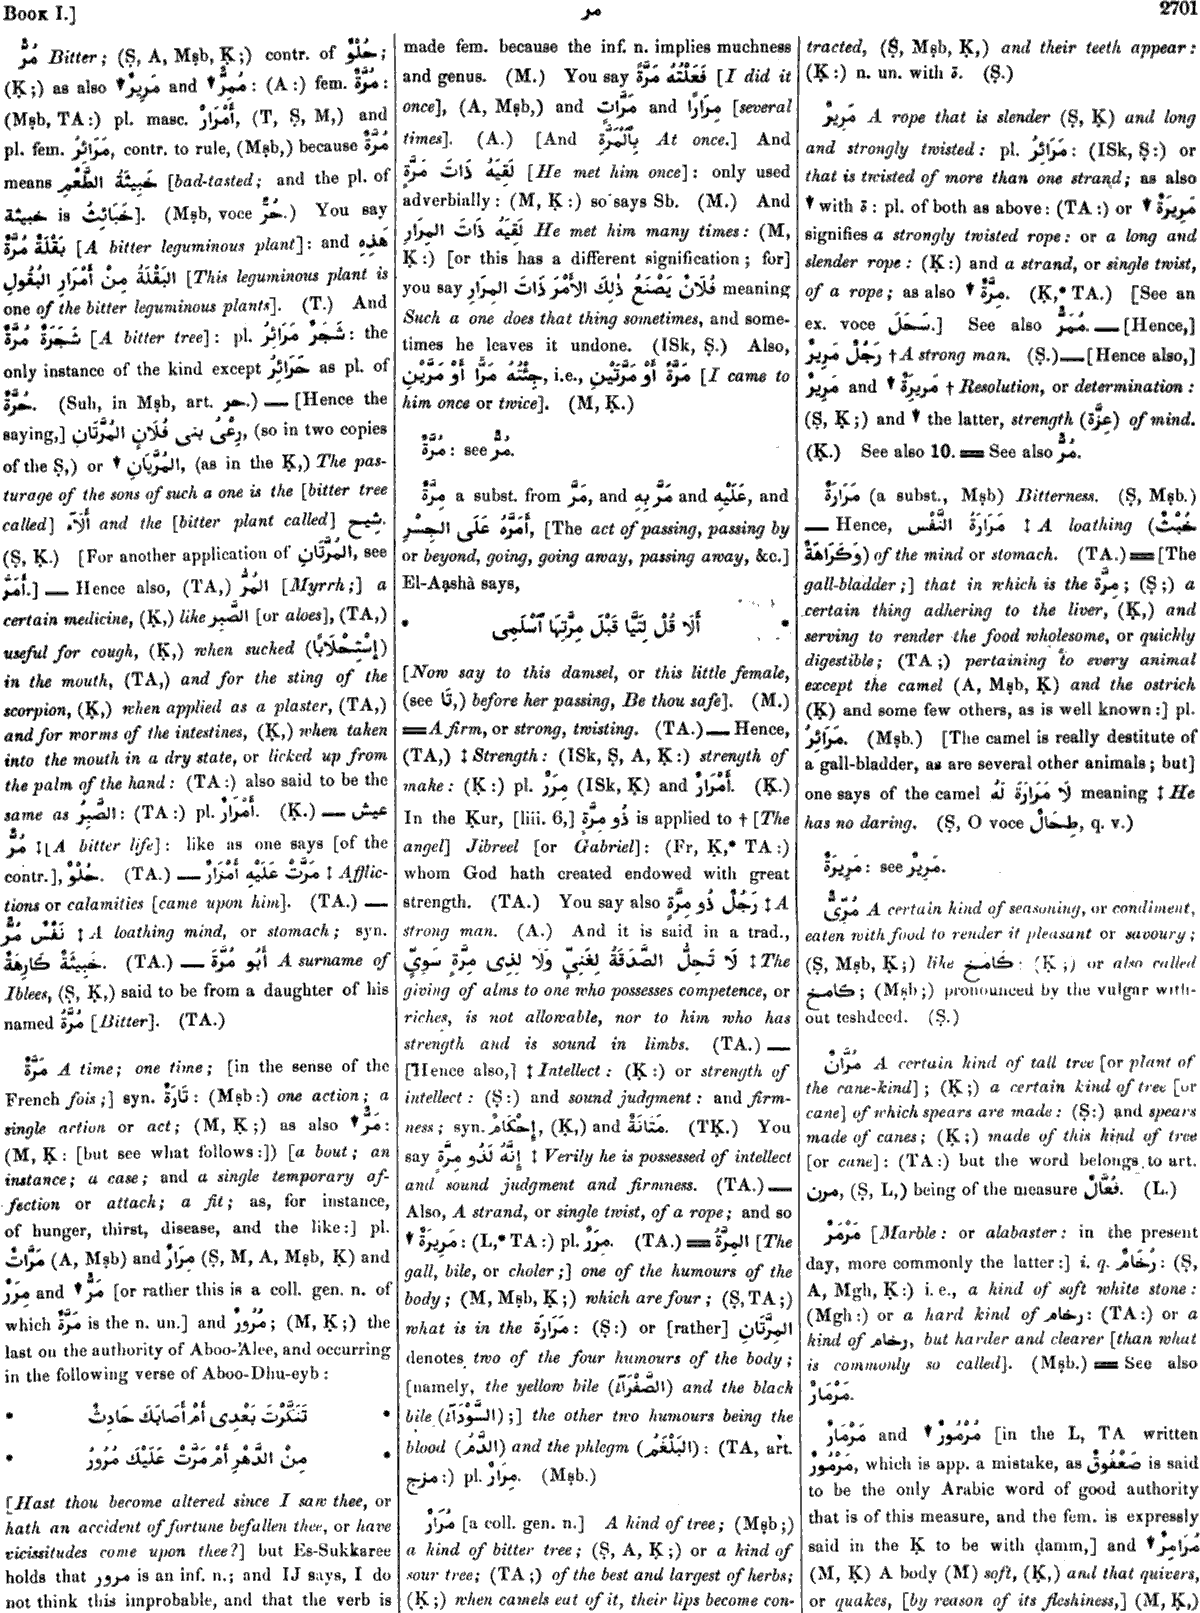 Book I.]
مر
2701
مُرٌّ Bitter; (Ṣ, A, Mṣb, Ḳ;) contr. of حُلْوٌ;
(Ḳ;) as also ▾ مَرِيرٌ and ▾ مُمِرٌّ: (A:) fem. مُرَّةٌ:
(Mṣb, TA:) pl. masc. أَمْرَارٌ, (T, Ṣ, M,) and
pl. fem. مَرَائِرُ, contr. to rule, (Mṣb,) because مُرَّةٌ
means خَبِيثَةُ الطَّعْمِ [bad-tasted; and the pl. of
خبيثة is خَبَائِثُ]. (Mṣb, voce حُرٌّ.) You say
بَقْلَةٌ مُرَّةٌ [A bitter leguminous plant]: and هٰذِهِ
البَقْلَةُ مِنْ أَمْرَارِ البُقُولِ [This leguminous plant is
one of the bitter leguminous plants]. (T.) And
شَجَرَةٌ مُرَّةٌ [A bitter tree]: pl. شَجَرٌ مَرَائِرُ: the
only instance of the kind except حَرَائِرُ as pl. of
حُرَّةٌ. (Suh, in Mṣb, art. حر.) — [Hence the
saying,] رِعْىُ بنى فُلَانٍ المُرَّتَانِ, (so in two copies
of the Ṣ,) or ▾ المُرَّيَانِ, (as in the Ḳ,) The pas-
turage of the sons of such a one is the [bitter tree
called] أَلَآء and the [bitter plant called] شِيح.
(Ṣ, Ḳ.) [For another application of المُرَّتَانِ, see
أَمَرُّ.] — Hence also, (TA,) المُرُّ [Myrrh;] a
certain medicine, (Ḳ,) like الصَّبِر [or aloes], (TA,)
useful for cough, (Ḳ,) when sucked (إِسْتِحْلَابًا)
in the mouth, (TA,) and for the sting of the
scorpion, (Ḳ,) when applied as a plaster, (TA,)
and for worms of the intestines, (Ḳ,) when taken
into the mouth in a dry state, or licked up from
the palm of the hand: (TA:) also said to be the
same as الصَّبِرُ: (TA:) pl. أَمْرَارٌ. (Ḳ.) — عيش
مُرٌّ ‡[A bitter life]: like as one says [of the
contr.], حُلْوٌ. (TA.) — مَرَّتْ عَلَيْهِ أَمْرَارٌ ‡ Afflic-
tions or calamities [came upon him]. (TA.) —
نَفْسٌ مُرَّةٌ ‡ A loathing mind, or stomach; syn.
خَبِيثَةٌ كَارِهَةٌ. (TA.) — أَبُو مُرَّةَ A surname of
Iblees, (Ṣ, Ḳ,) said to be from a daughter of his
named مُرَّةُ [Bitter]. (TA.)
مَرَّةٌ A time; one time; [in the sense of the
French fois;] syn. تَارَةٌ: (Mṣb:) one action; a
single action or act; (M, Ḳ;) as also ▾ مَرٌّ:
(M, Ḳ: [but see what follows:]) [a bout; an
instance; a case; and a single temporary af-
fection or attack; a fit; as, for instance,
of hunger, thirst, disease, and the like:] pl.
مَرَّاتٌ (A, Mṣb) and مِرَارٌ (Ṣ, M, A, Mṣb, Ḳ) and
مِرَرٌ and ▾ مَرٌّ [or rather this is a coll. gen. n. of
which مَرَّةٌ is the n. un.] and مُرُورٌ; (M, Ḳ;) the
last on the authority of Aboo-'Alee, and occurring
in the following verse of Aboo-Dhu-eyb:
• تَنَكَّرْتَ بَعْدِى أَمْ أَصَابَكَ حَادِثٌ •
• مِنَ الدَّهْرِ أَمْ مَرَّتْ عَلَيْكَ مُرُورُ •
[Hast thou become altered since I saw thee, or
hath an accident of fortune befallen thee, or have
vicissitudes come upon thee?] but Es-Sukkaree
holds that مرور is an inf. n.; and IJ says, I do
not think this improbable, and that the verb is
made fem. because the inf. n. implies muchness
and genus. (M.) You say فَعَلْتُهُ مَرَّةً [I did it
once], (A, Mṣb,) and مَرَّاتٍ and مِرَارًا [several
times]. (A.) [And بِٱلْمَرَّةِ At once.] And
لَقِيَهُ ذَاتَ مَرَّةٍ [He met him once]: only used
adverbially: (M, Ḳ:) so says Sb. (M.) And
لَقِيَهُ ذَاتَ المِرَارِ He met him many times: (M,
Ḳ:) [or this has a different signification; for]
you say فُلَانٌ يَصْنَعُ ذٰلِكَ الأَمْرَ ذَاتَ المِرَارِ meaning
Such a one does that thing sometimes, and some-
times he leaves it undone. (ISk, Ṣ.) Also,
جِئْتُهُ مَرًّا أَوْ مَرَّيْنِ, i.e., مَرَّةً أَوْ مَرَّتَيْنِ [I came to
him once or twice]. (M, Ḳ.)
مُرَّةٌ: see مُرٌّ.
مِرَّةٌ a subst. from مَرَّ, and مَرَّ بِهِ and عَلَيْهِ, and
أَمَرَّهُ عَلَى الجِسْرِ, [The act of passing, passing by
or beyond, going, going away, passing away, &c.]
El-Aạshà says,
• أَلَا قُلْ لِتَيَّا قَبْلَ مِرَّتِهَا ٱسْلَمِى •
[Now say to this damsel, or this little female,
(see تَا,) before her passing, Be thou safe]. (M.)
═ A firm, or strong, twisting. (TA.) — Hence,
(TA,) ‡ Strength: (ISk, Ṣ, A, Ḳ:) strength of
make: (Ḳ:) pl. مِرَرٌ (ISk, Ḳ) and أَمْرَارٌ. (Ḳ.)
In the Ḳur, [liii. 6,] ذُو مِرَّةٍ is applied to † [The
angel] Jibreel [or Gabriel]: (Fr, Ḳ,* TA:)
whom God hath created endowed with great
strength. (TA.) You say also رَجُلٌ ذُو مِرَّةٍ ‡ A
strong man. (A.) And it is said in a trad.,
لَا تَحِلُّ الصَّدَقَةُ لِغَنِيٍّ وَلَا لِذِى مِرَّةٍ سَوِيٍّ ‡ The
giving of alms to one who possesses competence, or
riches, is not allowable, nor to him who has
strength and is sound in limbs. (TA.) —
[Hence also,] ‡ Intellect: (Ḳ:) or strength of
intellect: (Ṣ:) and sound judgment: and firm-
ness; syn. إِحْكَامٌ, (Ḳ,) and مَتَانَةٌ. (TḲ.) You
say إِنَّهُ لَذُو مِرَّةٍ ‡ Verily he is possessed of intellect
and sound judgment and firmness. (TA.) —
Also, A strand, or single twist, of a rope; and so
▾ مَرِيرَةٌ: (L,* TA:) pl. مِرَرٌ. (TA.) ═ المِرَّةُ [The
gall, bile, or choler;] one of the humours of the
body; (M, Mṣb, Ḳ;) which are four; (Ṣ, TA;)
what is in the مَرَارة: (Ṣ:) or [rather] المِرَّتَانِ
denotes two of the four humours of the body;
[namely, the yellow bile (الصَّفْرَآءُ) and the black
bile (السَّوْدَآءُ);] the other two humours being the
blood (الدَّمُ) and the phlegm (البَلْغَمُ): (TA, art.
مزج:) pl. مِرَارٌ. (Mṣb.)
مُرَارٌ [a coll. gen. n.] A kind of tree; (Mṣb;)
a kind of bitter tree; (Ṣ, A, Ḳ;) or a kind of
sour tree; (TA;) of the best and largest of herbs;
(Ḳ;) when camels eat of it, their lips become con-
tracted, (Ṣ, Mṣb, Ḳ,) and their teeth appear:
(Ḳ:) n. un. with ة. (Ṣ.)
مَرِيرٌ A rope that is slender (Ṣ, Ḳ) and long
and strongly twisted: pl. مَرَائِرُ: (ISk, Ṣ:) or
that is twisted of more than one strand; as also
▾ with ة: pl. of both as above: (TA:) or ▾ مَرِيرَةٌ
signifies a strongly twisted rope: or a long and
slender rope: (Ḳ:) and a strand, or single twist,
of a rope; as also ▾ مِرَّةٌ. (Ḳ,* TA.) [See an
ex. voce سَحَلَ.] See also مُمَرٌّ. — [Hence,]
رَجُلٌ مَرِيرٌ † A strong man. (Ṣ.) — [Hence also,]
مَرِيرٌ and ▾ مَرِيرَةٌ † Resolution, or determination:
(Ṣ, Ḳ;) and ▾ the latter, strength (عِزَّة) of mind.
(Ḳ.) See also 10. ═ See also مُرٌّ.
مَرَارَةٌ (a subst., Mṣb) Bitterness. (Ṣ, Mṣb.)
— Hence, مَرَارَةُ النَّفْسِ ‡ A loathing (خُبْثٌ
وَكَرَاهَةٌ) of the mind or stomach. (TA.) ═ [The
gall-bladder;] that in which is the مِرَّة; (Ṣ;) a
certain thing adhering to the liver, (Ḳ,) and
serving to render the food wholesome, or quickly
digestible; (TA;) pertaining to every animal
except the camel (A, Mṣb, Ḳ) and the ostrich
(Ḳ) and some few others, as is well known:] pl.
مَرَائِرُ. (Mṣb.) [The camel is really destitute of
a gall-bladder, as are several other animals; but]
one says of the camel لَا مَرَارَةَ لَهُ meaning ‡ He
has no daring. (Ṣ, O voce طِحَالٌ, q. v.)
مَرِيرَةٌ: see مَرِيرٌ.
مُرِّىٌّ A certain kind of seasoning, or condiment,
eaten with food to render it pleasant or savoury;
(Ṣ, Mṣb, Ḳ;) like كَامَخ: (Ḳ;) or also called
كامخ; (Mṣb;) pronounced by the vulgar with-
out teshdeed. (Ṣ.)
مُرَّانٌ A certain kind of tall tree [or plant of
the cane-kind]; (Ḳ;) a certain kind of tree [or
cane] of which spears are made: (Ṣ:) and spears
made of canes; (Ḳ;) made of this kind of tree
[or cane]: (TA:) but the word belongs to art.
مرن, (Ṣ, L,) being of the measure فُعَّالٌ. (L.)
مَرْمَرٌ [Marble: or alabaster: in the present
day, more commonly the latter:] i. q. رُخَامٌ: (Ṣ,
A, Mgh, Ḳ:) i. e., a kind of soft white stone:
(Mgh:) or a hard kind of رخام: (TA:) or a
kind of رخام, but harder and clearer [than what
is commonly so called]. (Mṣb.) ═ See also
مَرْمَارٌ.
مَرْمَارٌ and ▾ مُرْمُورٌ [in the L, TA written
مَرْمُورٌ, which is app. a mistake, as صَعْفُوقٌ is said
to be the only Arabic word of good authority
that is of this measure, and the fem. is expressly
said in the Ḳ to be with ḍamm,] and ▾ مُرَامِرٌ
(M, Ḳ) A body (M) soft, (Ḳ,) and that quivers,
or quakes, [by reason of its fleshiness,] (M, Ḳ,)